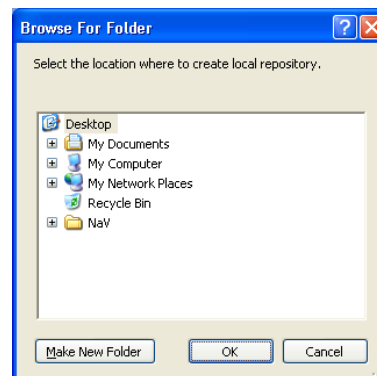 Browse For Folder
Select the location where to create local repository.
Desktop
My Documents
My Computer
My Network Places
Recycle Bin
NaV
Make New Folder OK Cancel